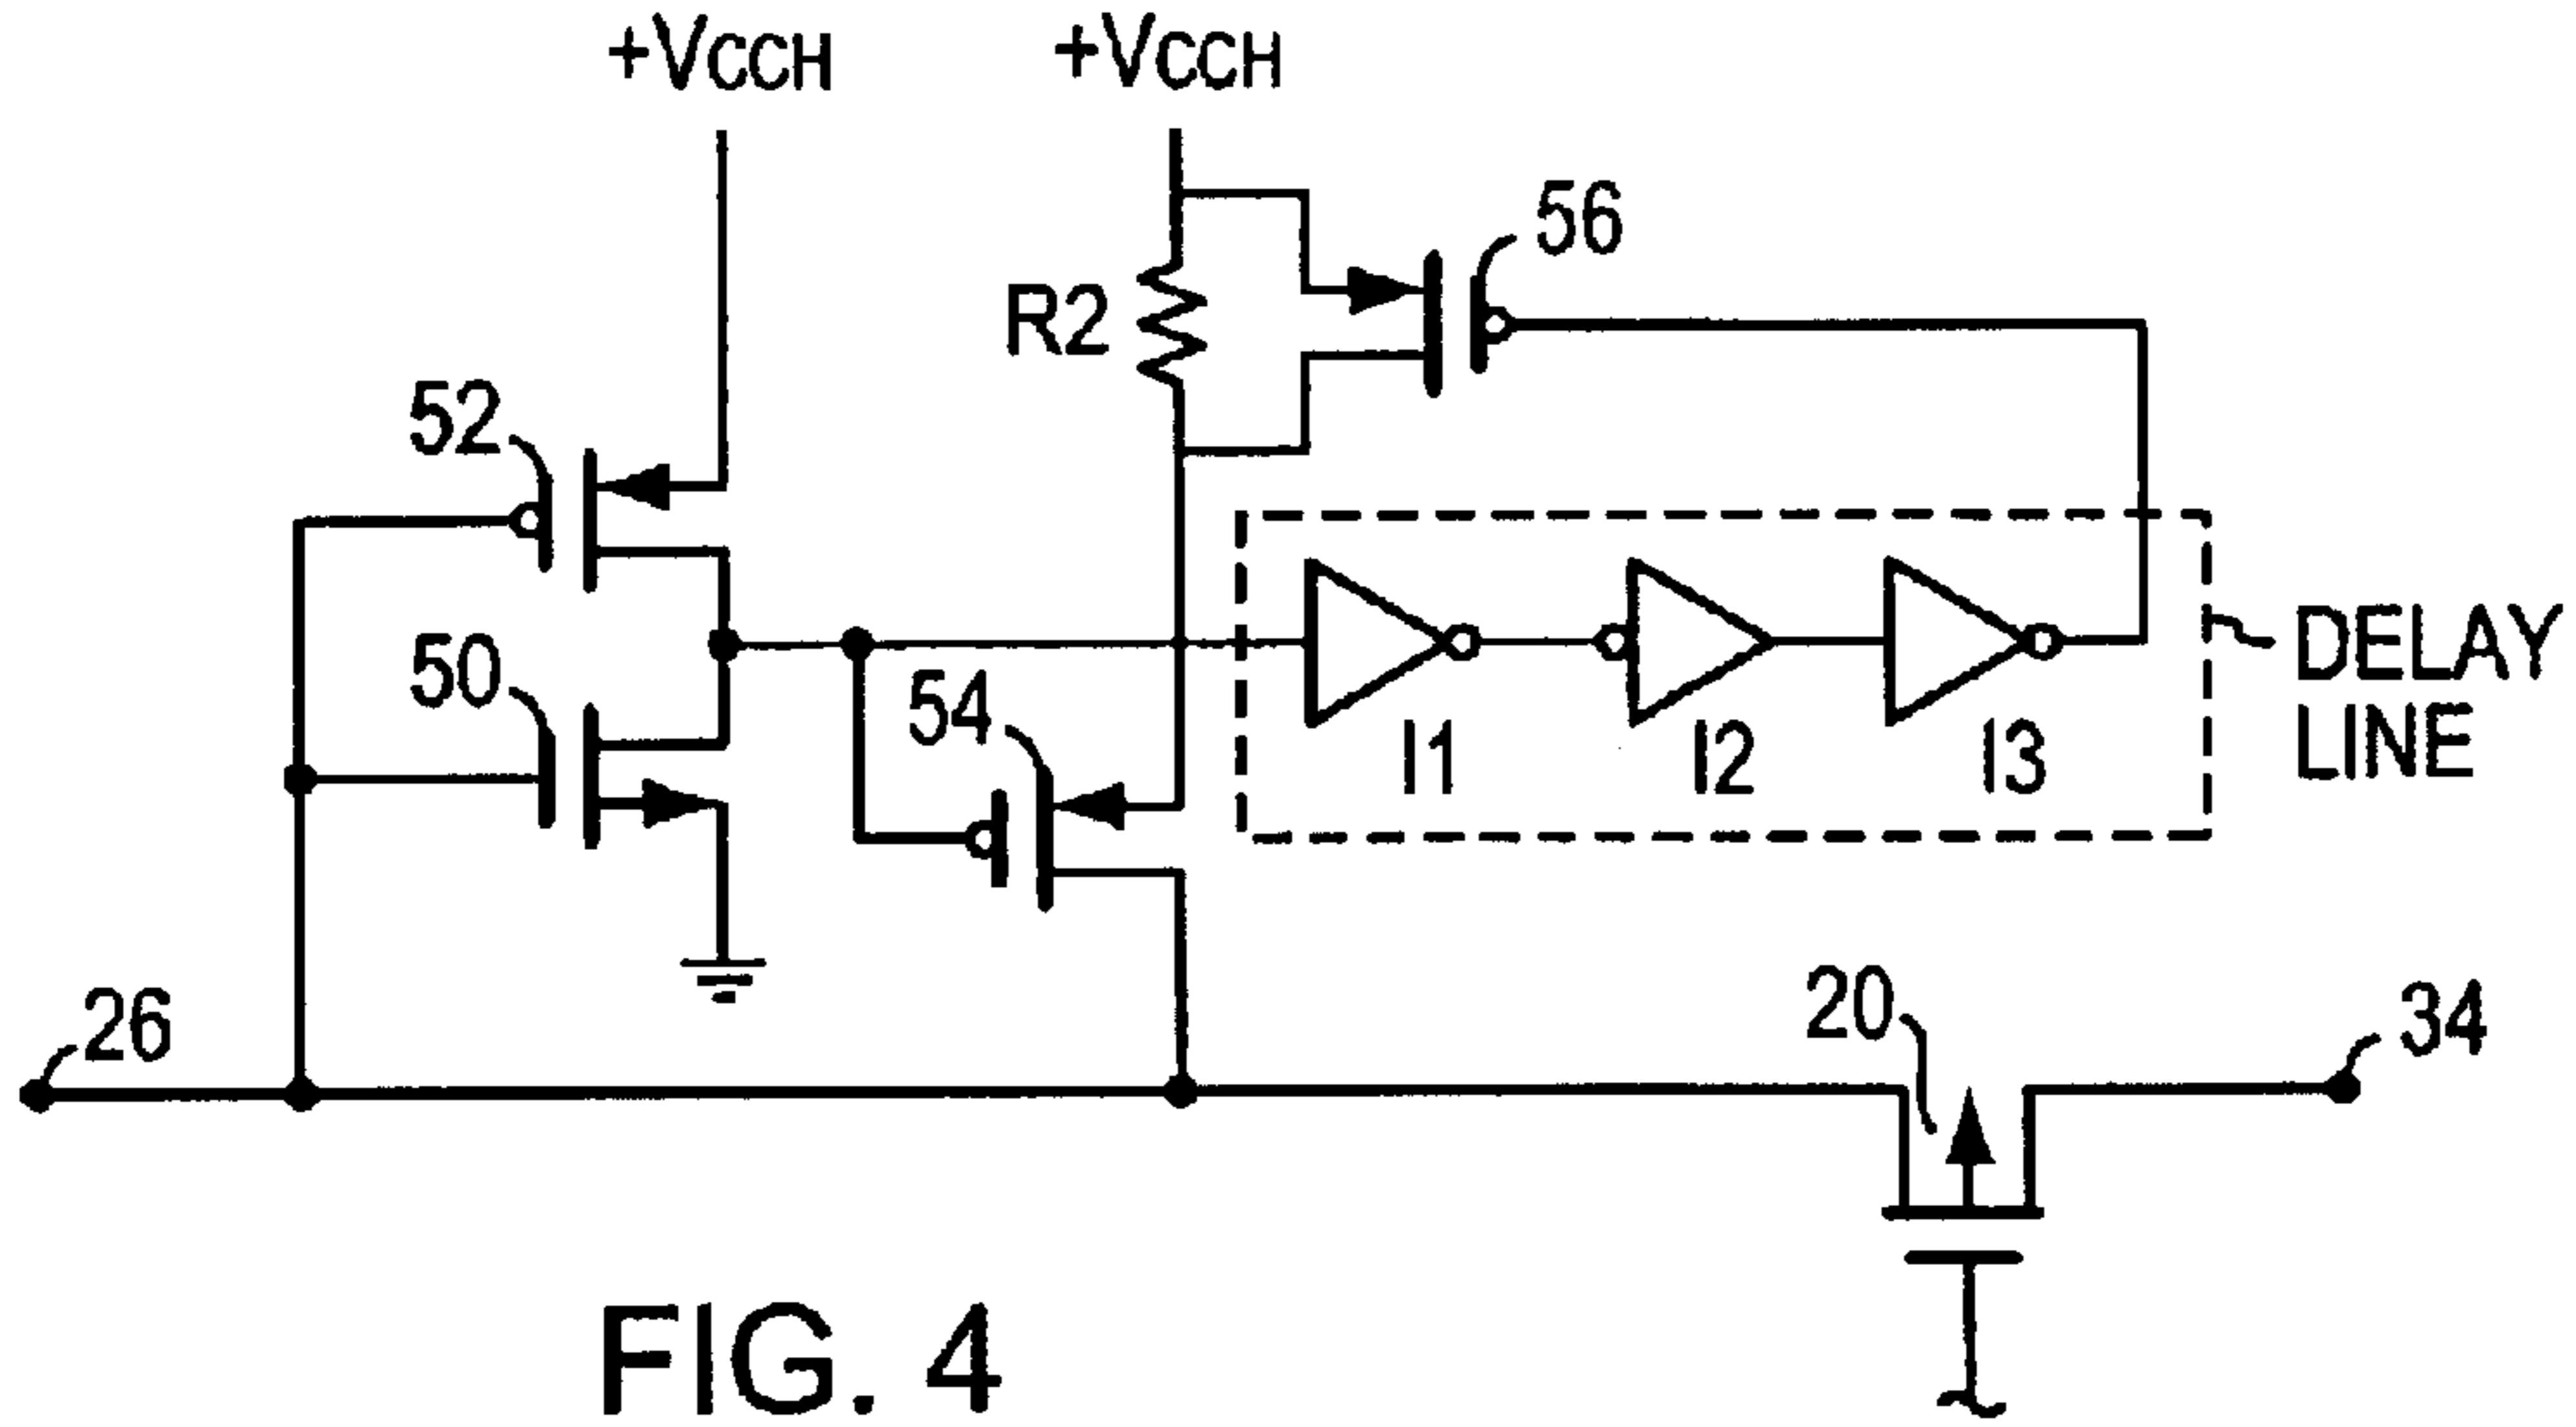 +VCCH
+VCCH
56
R2
52
50
54
I1
I2
I3
DELAY
LINE
26
20
34
FIG. 4